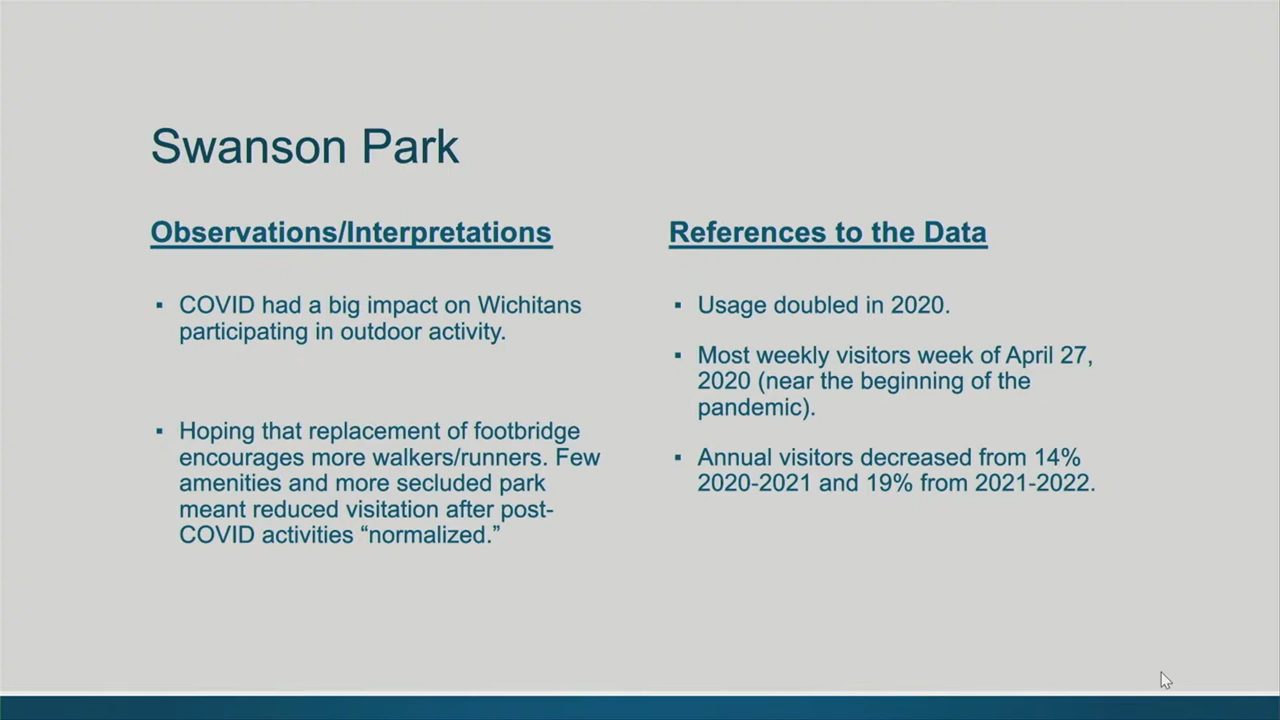 Swanson Park
Observations/Interpretations
▪ COVID had a big impact on Wichitans
participating in outdoor activity.
▪ Hoping that replacement of footbridge
encourages more walkers/runners. Few
amenities and more secluded park
meant reduced visitation after post-
COVID activities “normalized.”
References to the Data
▪ Usage doubled in 2020.
▪ Most weekly visitors week of April 27,
2020 (near the beginning of the
pandemic).
▪ Annual visitors decreased from 14%
2020-2021 and 19% from 2021-2022.